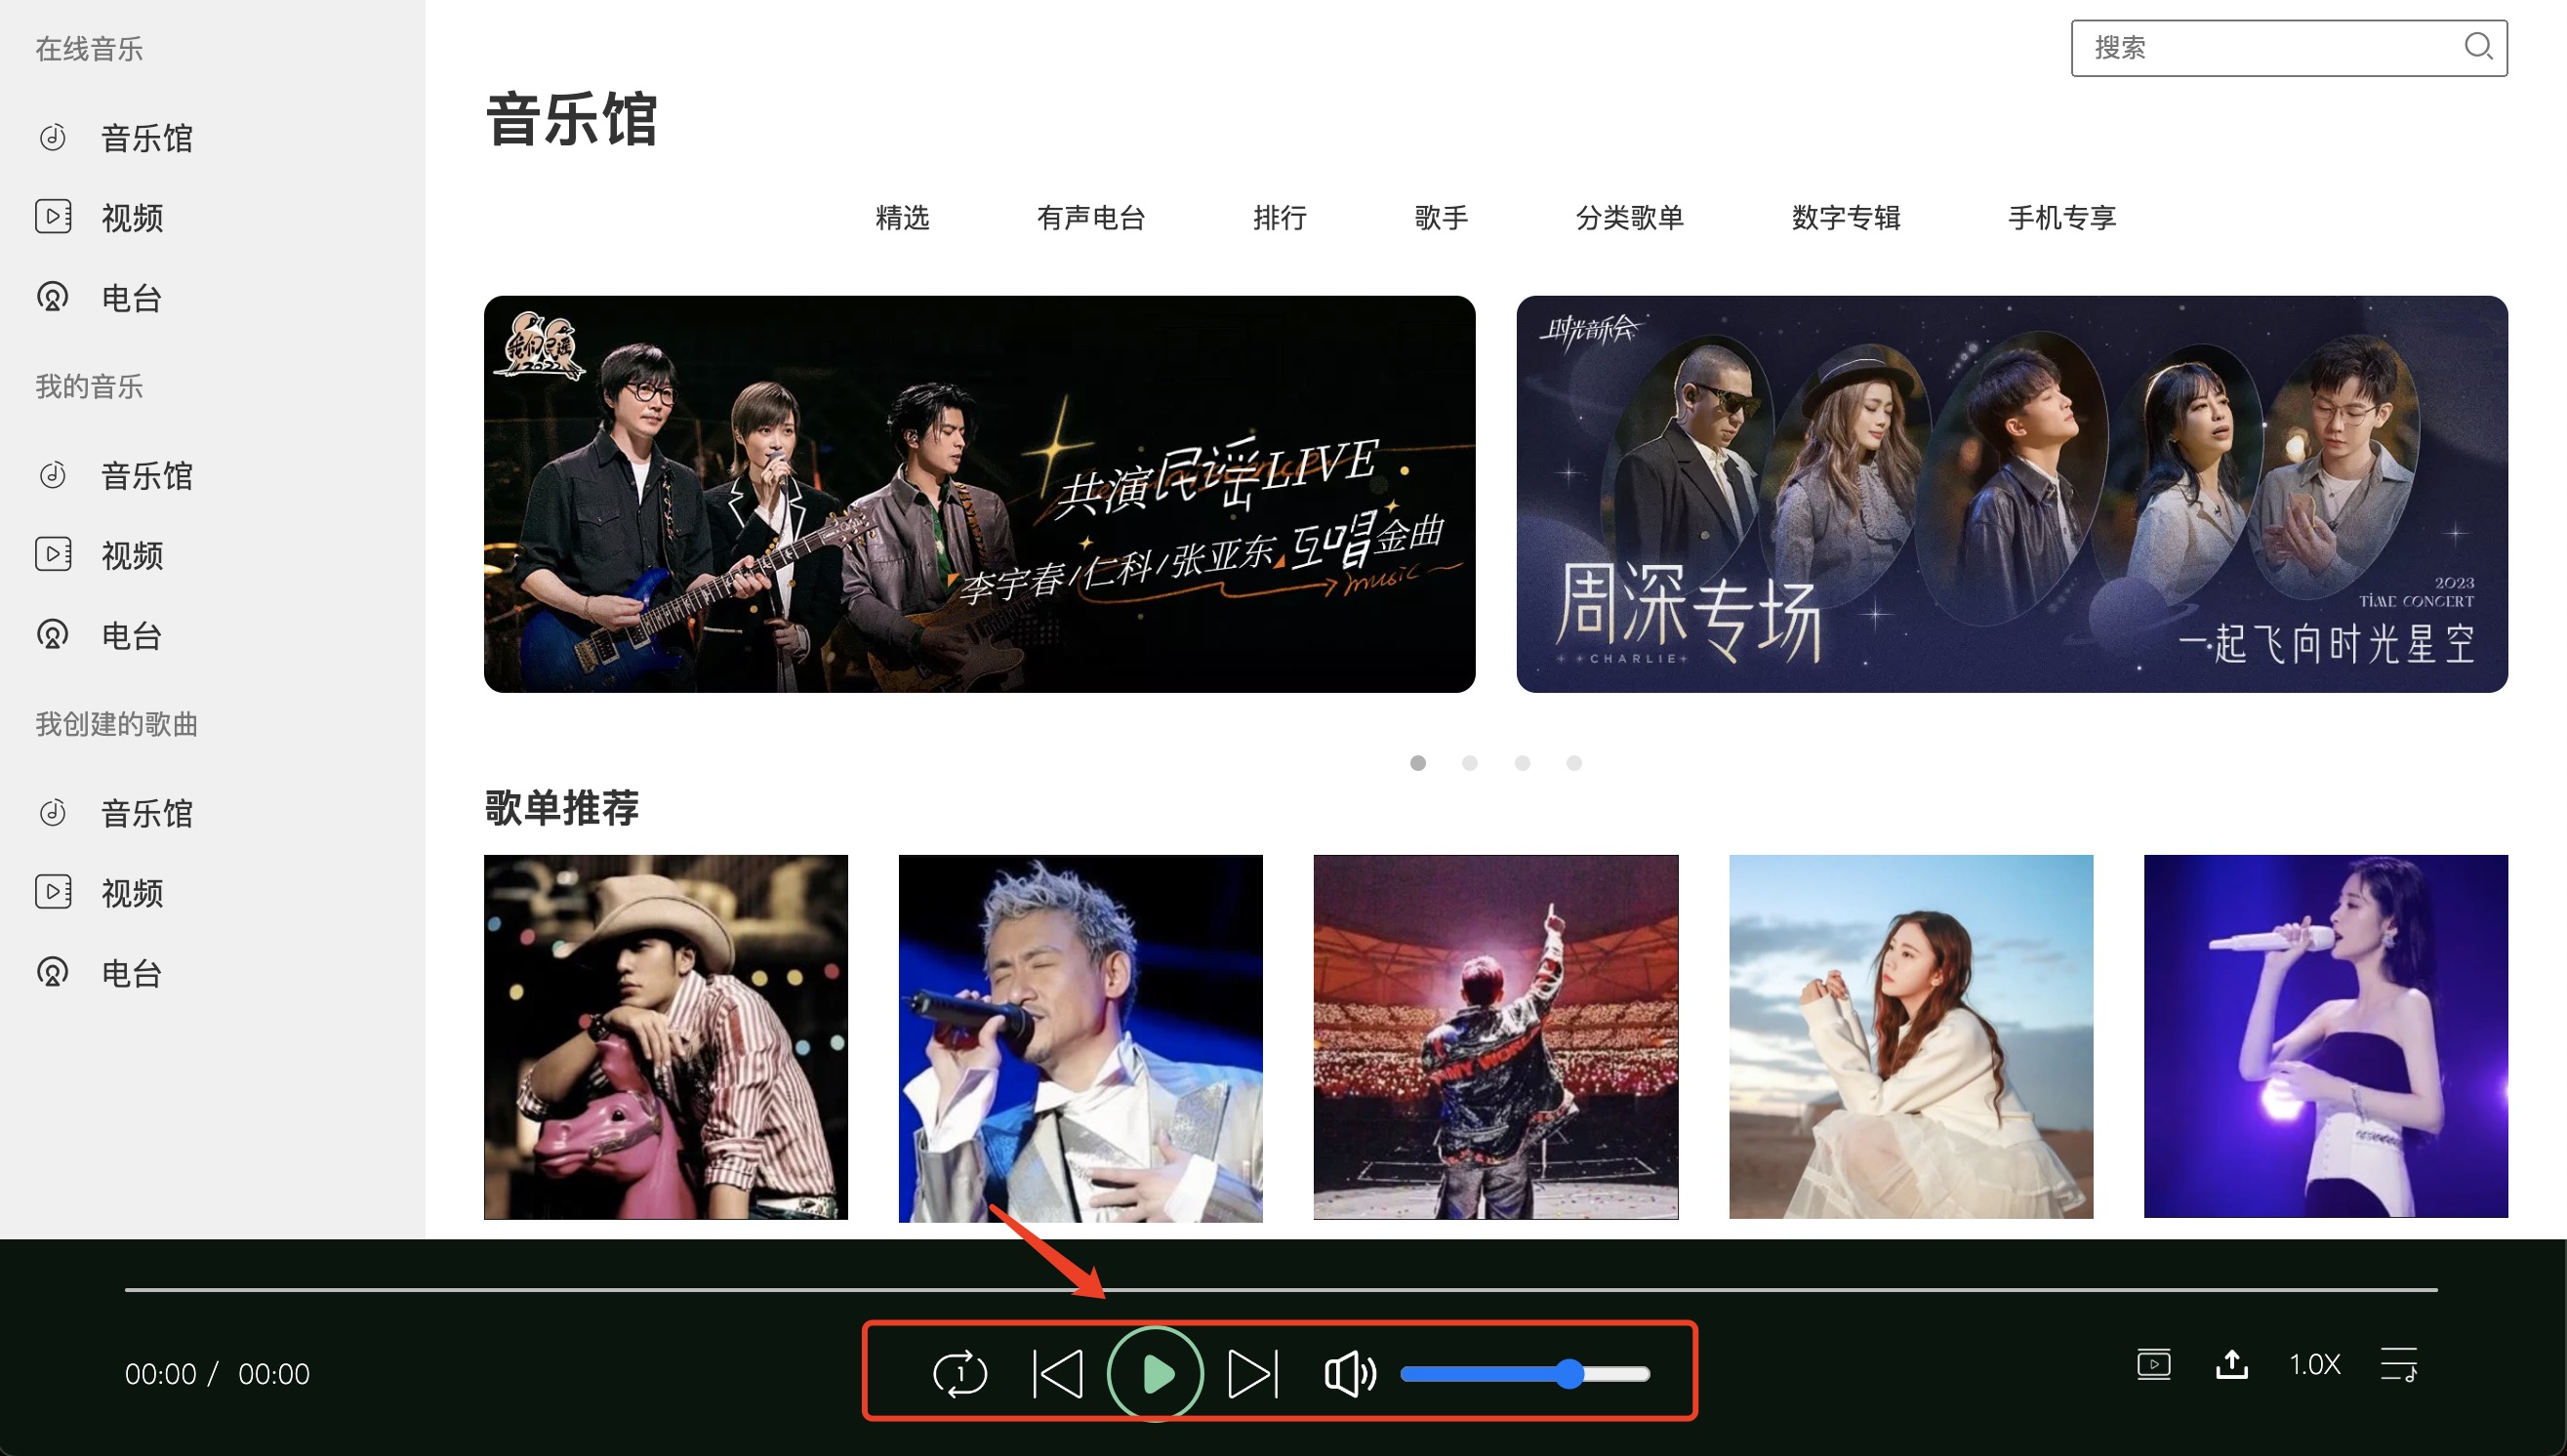 在线音乐
音乐馆
视频
电台
我的音乐
音乐馆
视频
电台
我创建的歌曲
音乐馆
视频
电台
搜索
音乐馆
精选 有声电台 排行 歌手 分类歌单 数字专辑 手机专享
我们民谣
2022
共演民谣LIVE
李宇春/仁科/张亚东 互唱金曲
music
时光音乐会
周深专场
CHARLIE
2023
TIME CONCERT
一起飞向时光星空
歌单推荐
00:00 / 00:00
1
1.0X